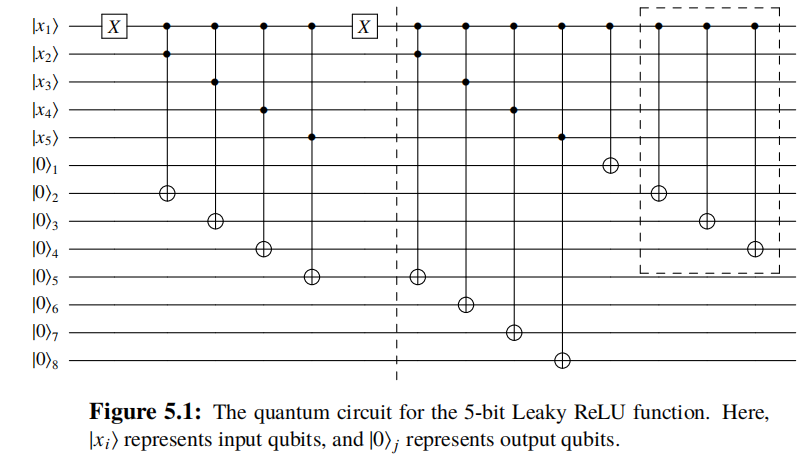 |x₁⟩ X X
|x₂⟩
|x₃⟩
|x₄⟩
|x₅⟩
|0⟩₁
|0⟩₂
|0⟩₃
|0⟩₄
|0⟩₅
|0⟩₆
|0⟩₇
|0⟩₈
Figure 5.1: The quantum circuit for the 5-bit Leaky ReLU function. Here,
|xᵢ⟩ represents input qubits, and |0⟩ⱼ represents output qubits.